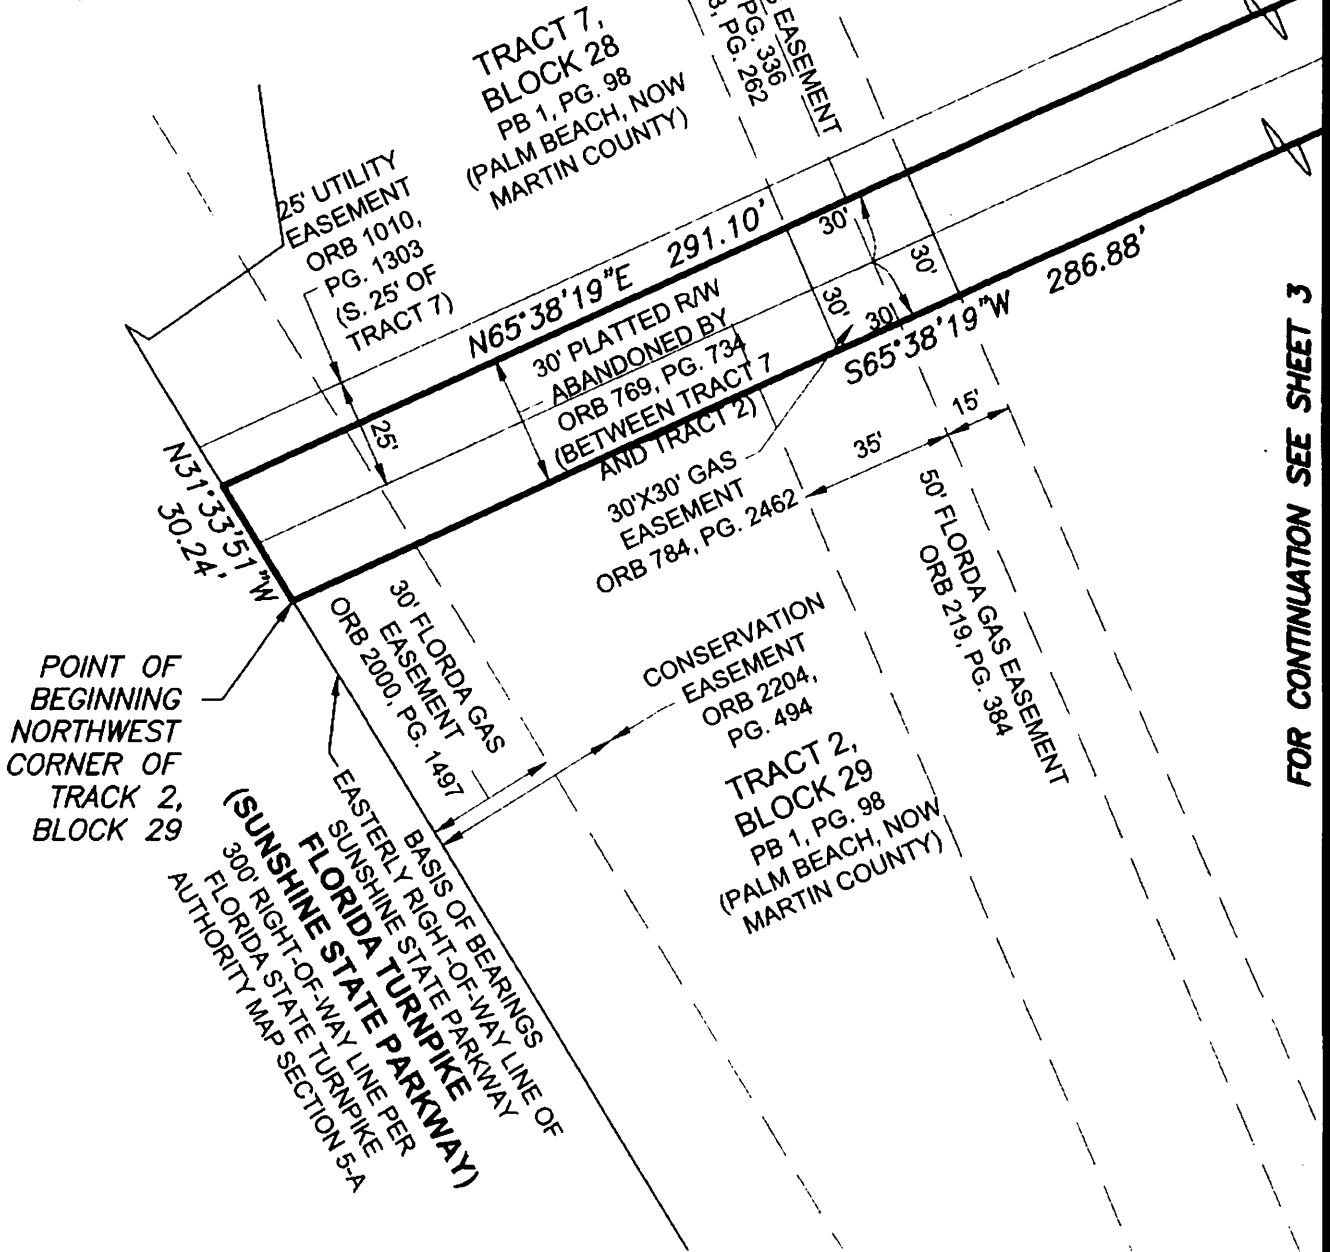 TRACT 7,
BLOCK 28
PB 1, PG. 98
(PALM BEACH, NOW
MARTIN COUNTY)
EASEMENT
PG. 336
PG. 262
25' UTILITY
EASEMENT
ORB 1010,
PG. 1303
(S. 25' OF
TRACT 7)
N65°38'19"E 291.10'
30'
30'
30'
30'
25'
30' PLATTED R/W
ABANDONED BY
ORB 769, PG. 734
(BETWEEN TRACT 7
AND TRACT 2)
S65°38'19"W 286.88'
30'X30' GAS
EASEMENT
ORB 784, PG. 2462
35'
15'
N31°33'51"W
30.24'
POINT OF
BEGINNING
NORTHWEST
CORNER OF
TRACK 2,
BLOCK 29
30' FLORDA GAS
EASEMENT
ORB 2000, PG. 1497
CONSERVATION
EASEMENT
ORB 2204,
PG. 494
TRACT 2,
BLOCK 29
PB 1, PG. 98
(PALM BEACH, NOW
MARTIN COUNTY)
50' FLORDA GAS EASEMENT
ORB 219, PG. 384
BASIS OF BEARINGS
EASTERLY RIGHT-OF-WAY LINE OF
SUNSHINE STATE PARKWAY
FLORIDA TURNPIKE
(SUNSHINE STATE PARKWAY)
300' RIGHT-OF-WAY LINE PER
FLORIDA STATE TURNPIKE
AUTHORITY MAP SECTION 5-A
FOR CONTINUATION SEE SHEET 3